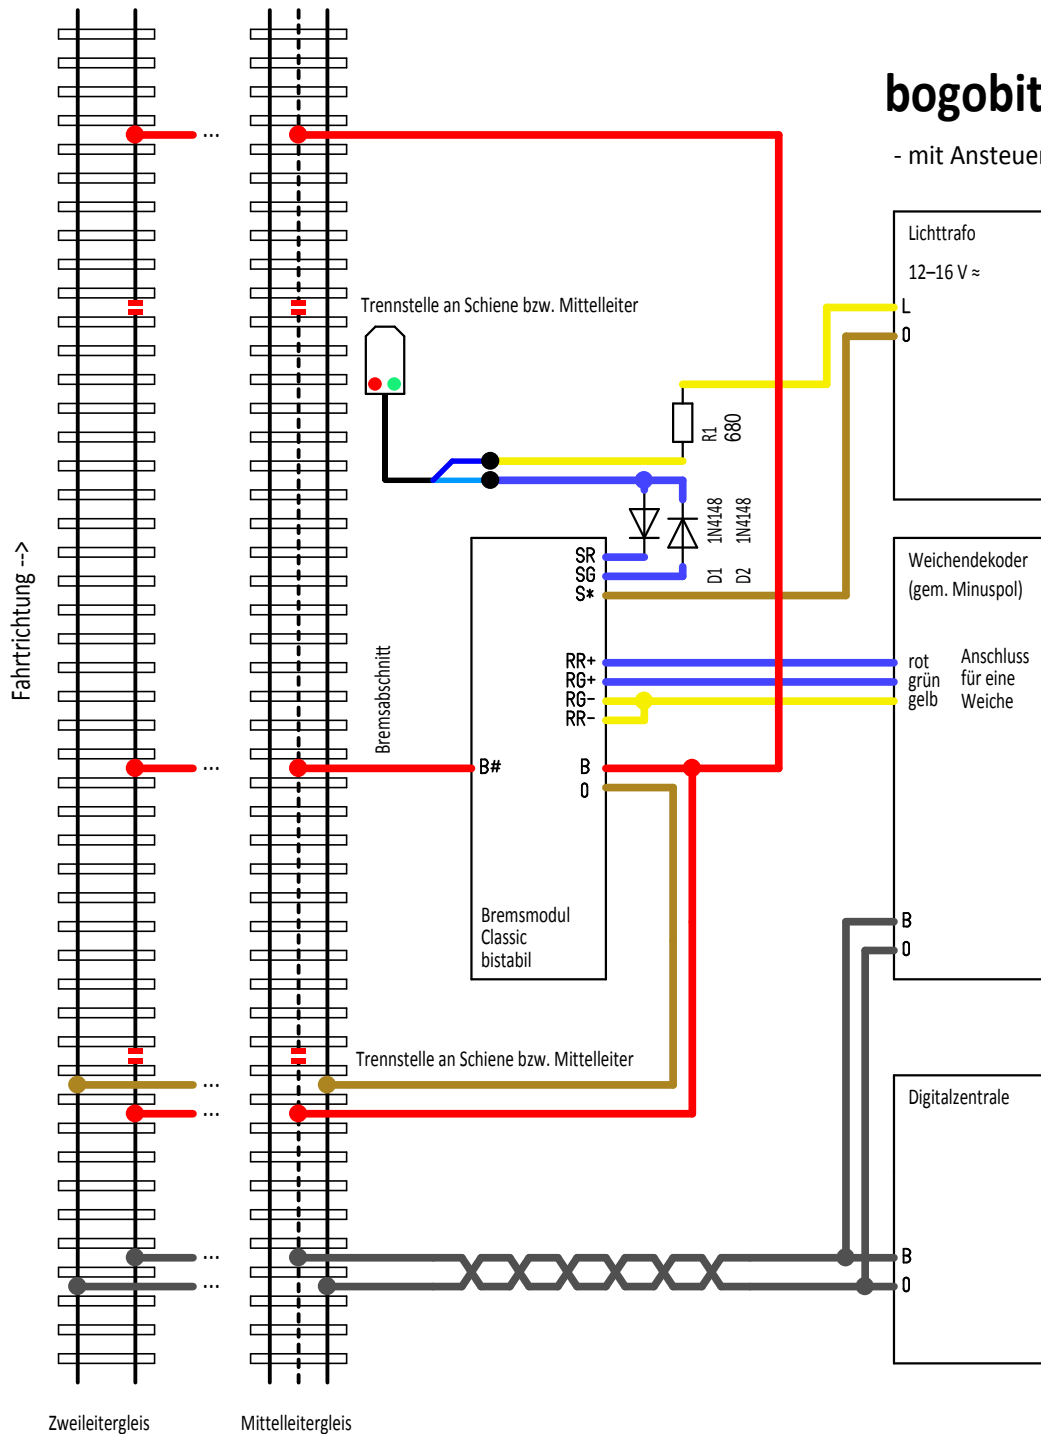 bogobit
- mit Ansteuer
Lichttrafo
12–16 V ≈
L
0
Trennstelle an Schiene bzw. Mittelleiter
R1
680
1N4148
1N4148
D1
D2
SR
SG
S*
Weichendekoder
(gem. Minuspol)
RR+
RG+
RG-
RR-
rot
grün
gelb
Anschluss
für eine
Weiche
Fahrtrichtung -->
Bremsabschnitt
...
...
B#
B
0
Bremsmodul
Classic
bistabil
B
0
Trennstelle an Schiene bzw. Mittelleiter
...
...
Digitalzentrale
...
...
B
0
Zweileitergleis
Mittelleitergleis